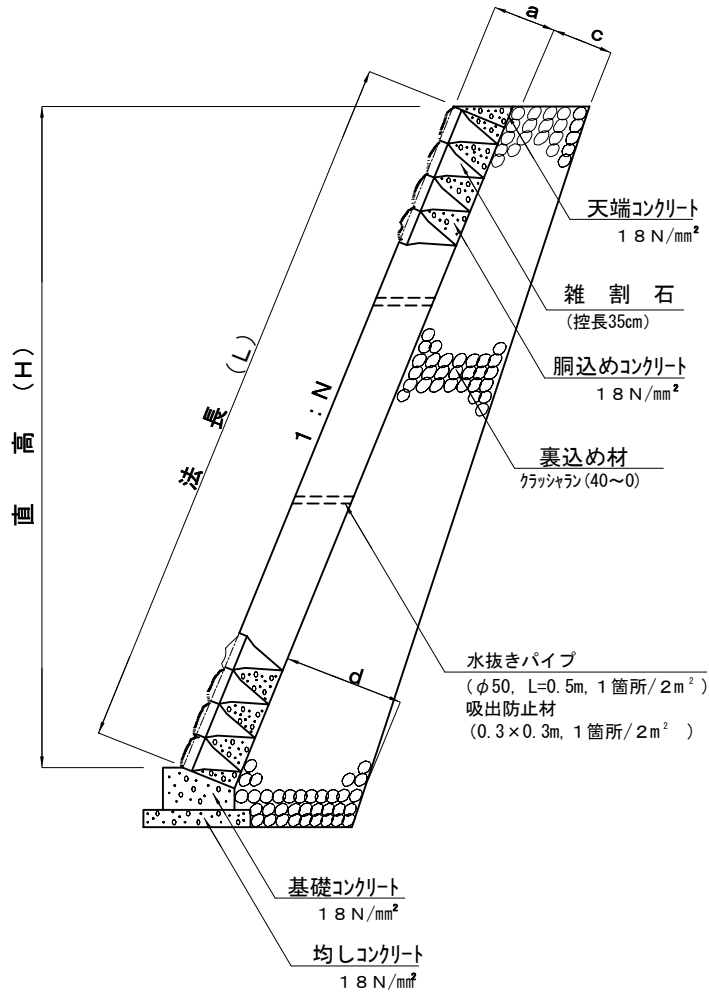 a
c
天端コンクリート
18N/mm²
雑 割 石
(控長35cm)
胴込めコンクリート
18N/mm²
裏込め材
クラッシャラン(40～0)
直 高 (H)
法 長 (L)
1 : N
d
水抜きパイプ
(φ50, L=0.5m, 1箇所/2m²)
吸出防止材
(0.3×0.3m, 1箇所/2m² )
基礎コンクリート
18N/mm²
均しコンクリート
18N/mm²